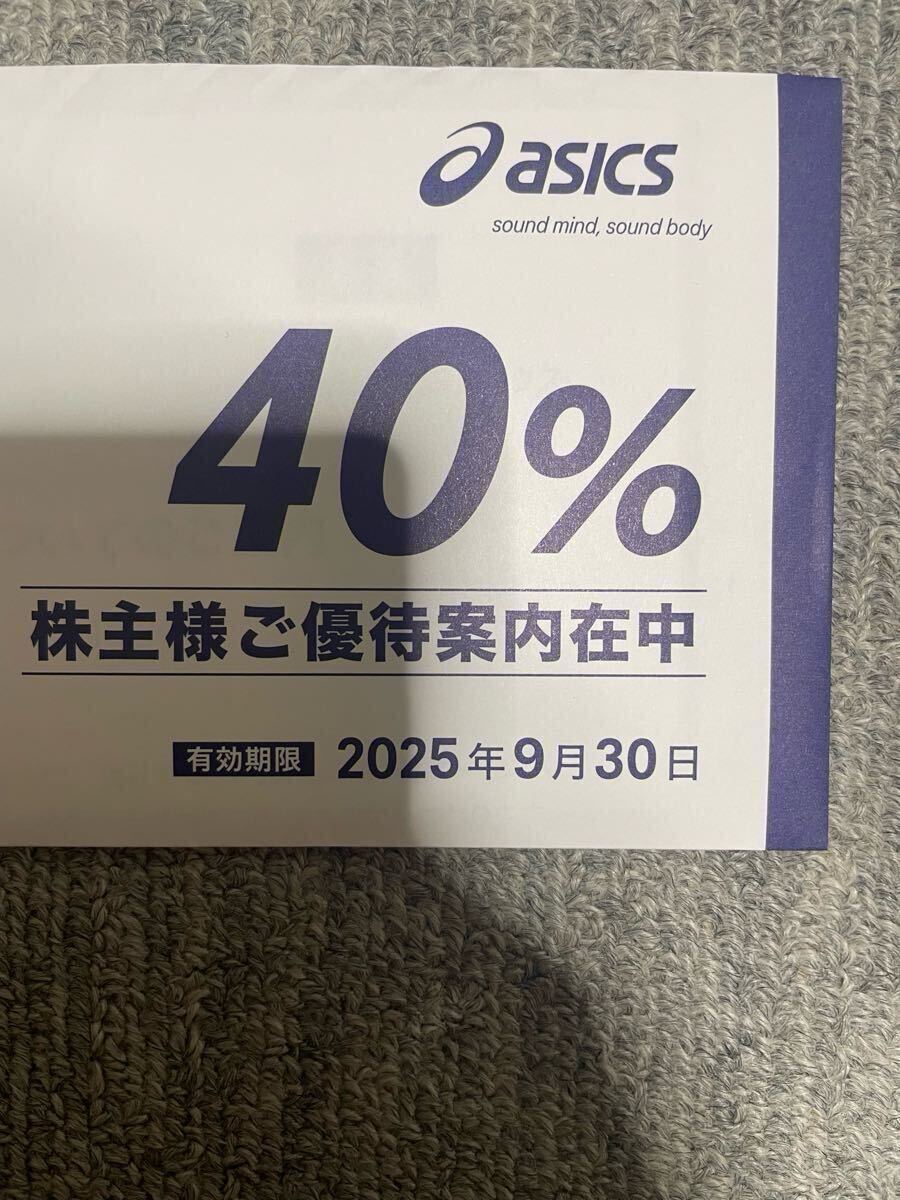 asics
sound mind, sound body
40%
株主様ご優待案内在中
有効期限 2025年9月30日